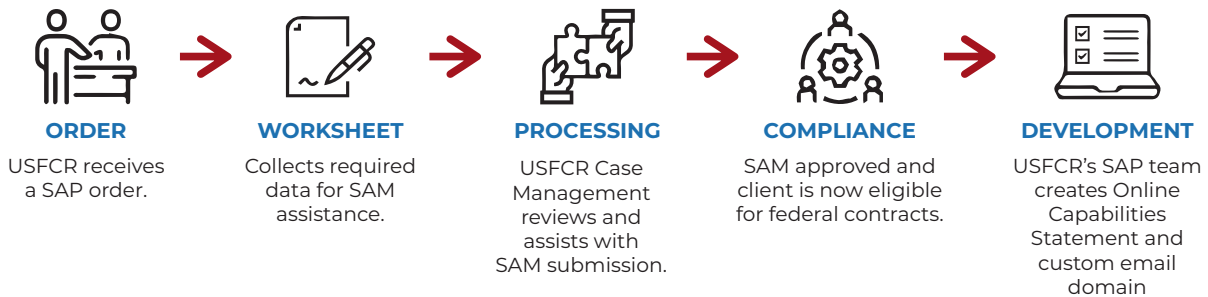 ORDER
USFCR receives
a SAP order.
WORKSHEET
Collects required
data for SAM
assistance.
PROCESSING
USFCR Case
Management
reviews and
assists with
SAM submission.
COMPLIANCE
SAM approved and
client is now eligible
for federal contracts.
DEVELOPMENT
USFCR's SAP team
creates Online
Capabilities
Statement and
custom email
domain